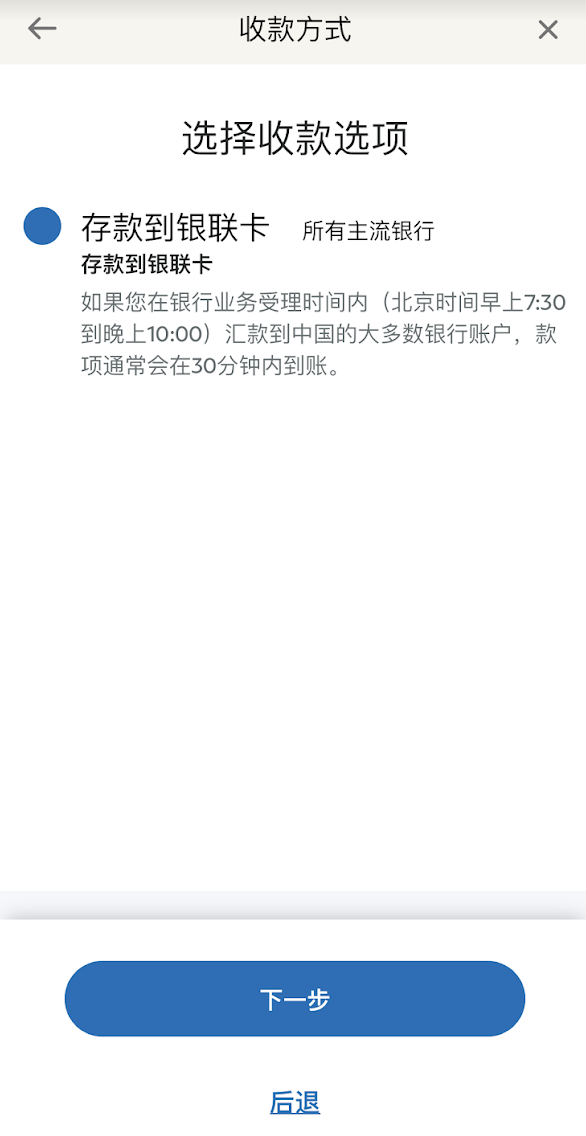 收款方式
选择收款选项
存款到银联卡 所有主流银行
存款到银联卡
如果您在银行业务受理时间内（北京时间早上7:30
到晚上10:00）汇款到中国的大多数银行账户，款
项通常会在30分钟内到账。
下一步
后退